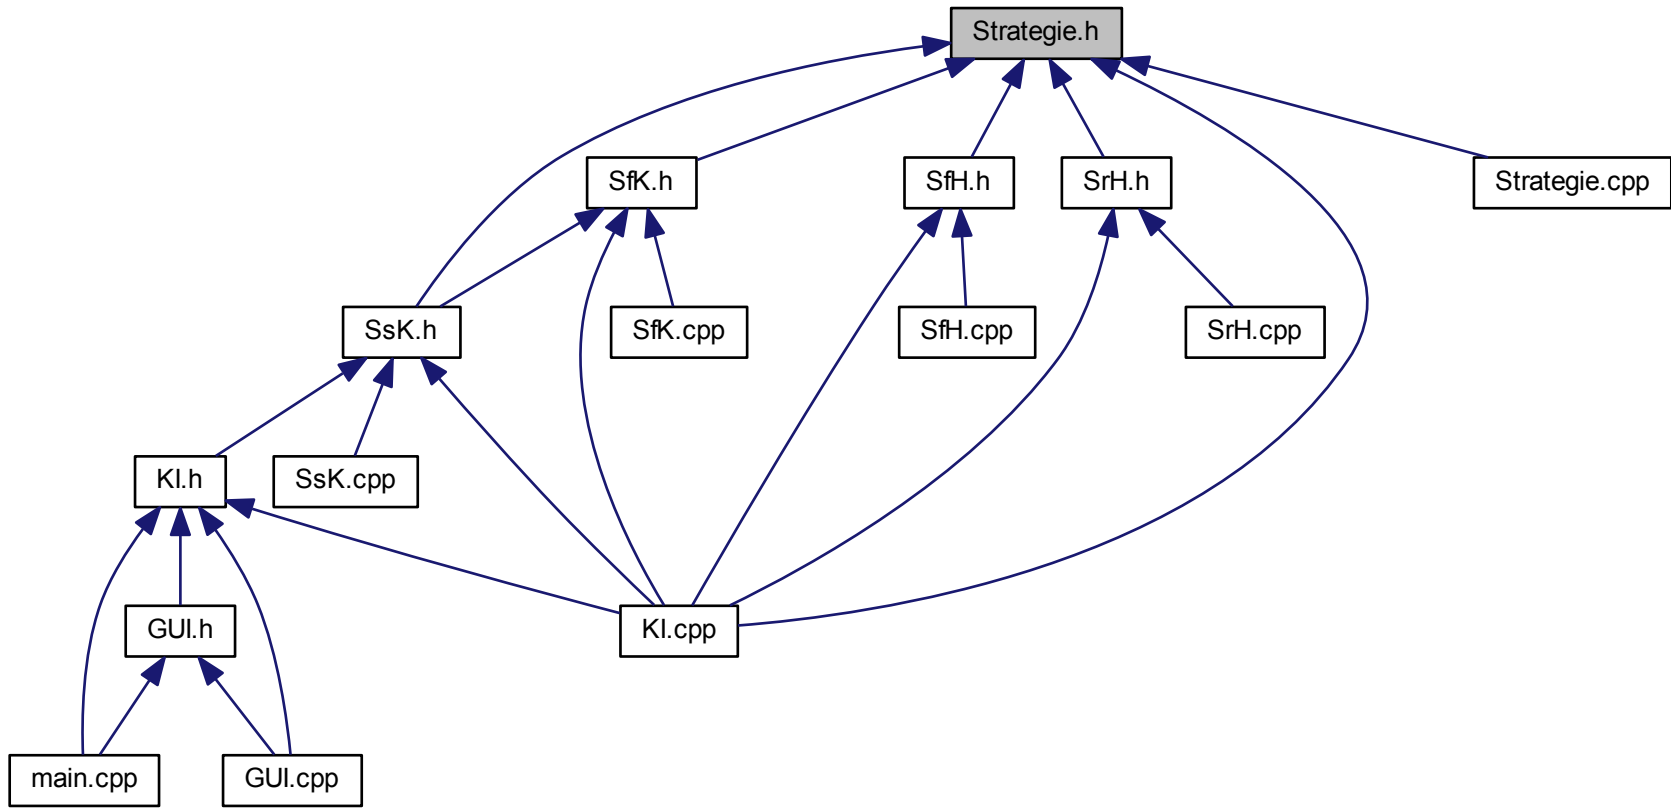 Strategie.h
SfK.h
SfH.h
SrH.h
Strategie.cpp
SsK.h
SfK.cpp
SfH.cpp
SrH.cpp
KI.h
SsK.cpp
GUI.h
KI.cpp
main.cpp
GUI.cpp